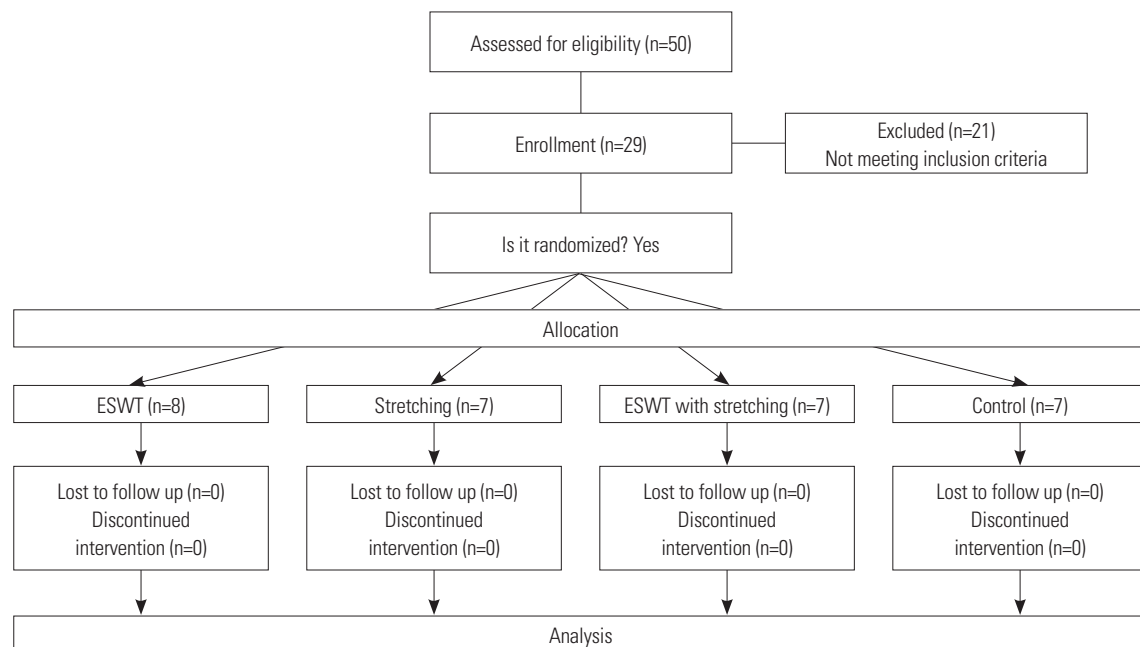 Assessed for eligibility (n=50)
Enrollment (n=29)
Excluded (n=21)
Not meeting inclusion criteria
Is it randomized? Yes
Allocation
ESWT (n=8)
Stretching (n=7)
ESWT with stretching (n=7)
Control (n=7)
Lost to follow up (n=0)
Discontinued
intervention (n=0)
Lost to follow up (n=0)
Discontinued
intervention (n=0)
Lost to follow up (n=0)
Discontinued
intervention (n=0)
Lost to follow up (n=0)
Discontinued
intervention (n=0)
Analysis